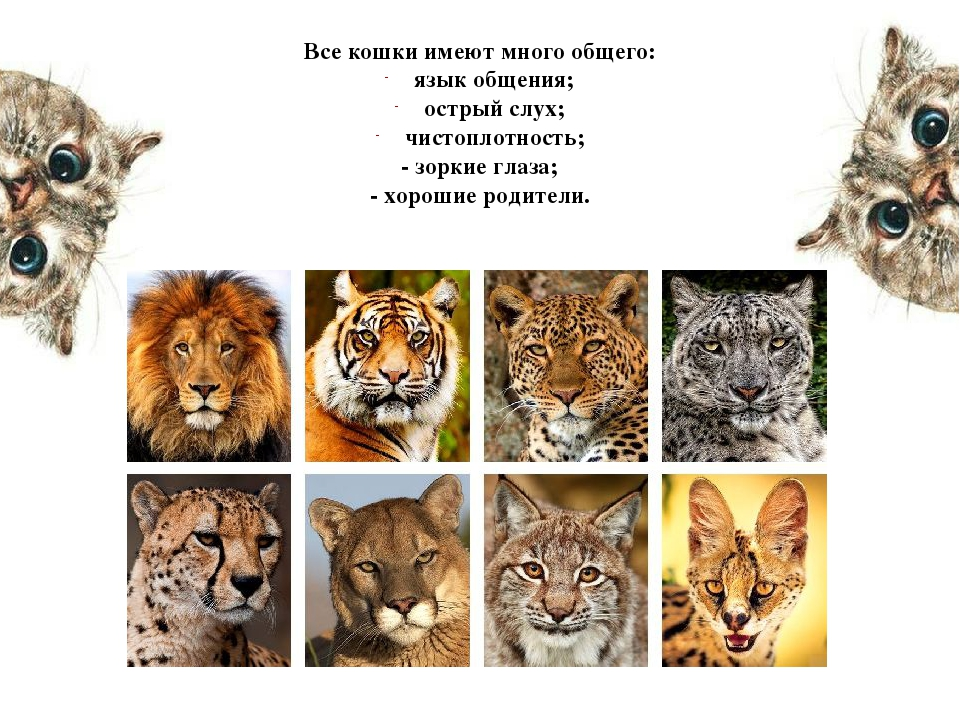 Все кошки имеют много общего:
- язык общения;
- острый слух;
- чистоплотность;
- зоркие глаза;
- хорошие родители.